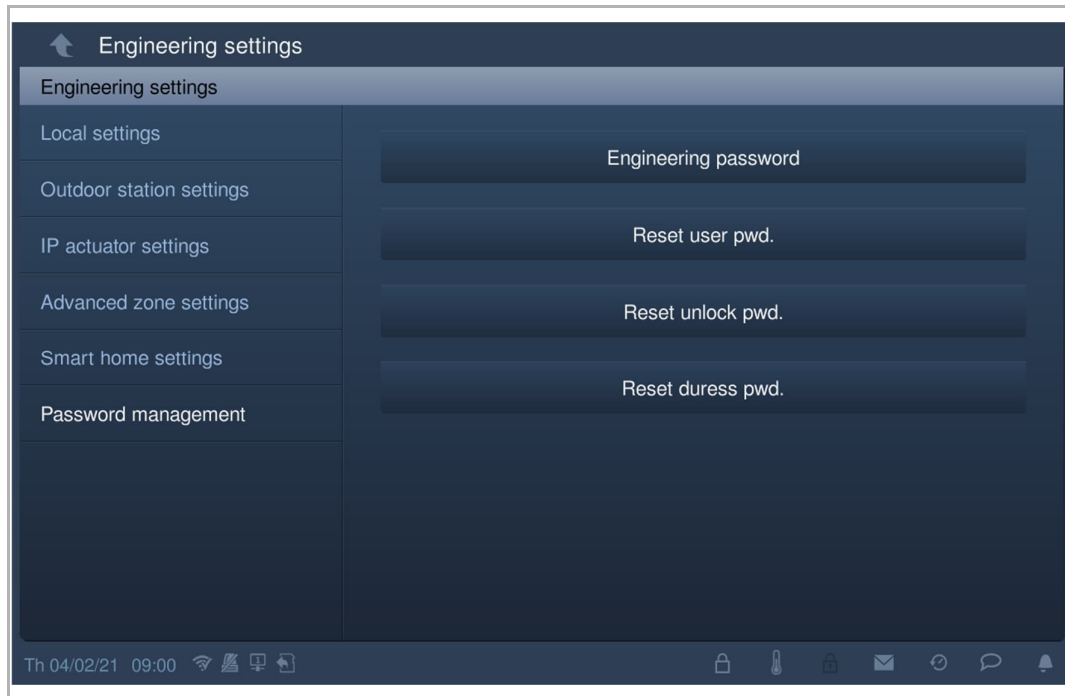 Engineering settings
Engineering settings
Local settings
Outdoor station settings
IP actuator settings
Advanced zone settings
Smart home settings
Password management
Engineering password
Reset user pwd.
Reset unlock pwd.
Reset duress pwd.
Th 04/02/21 09:00